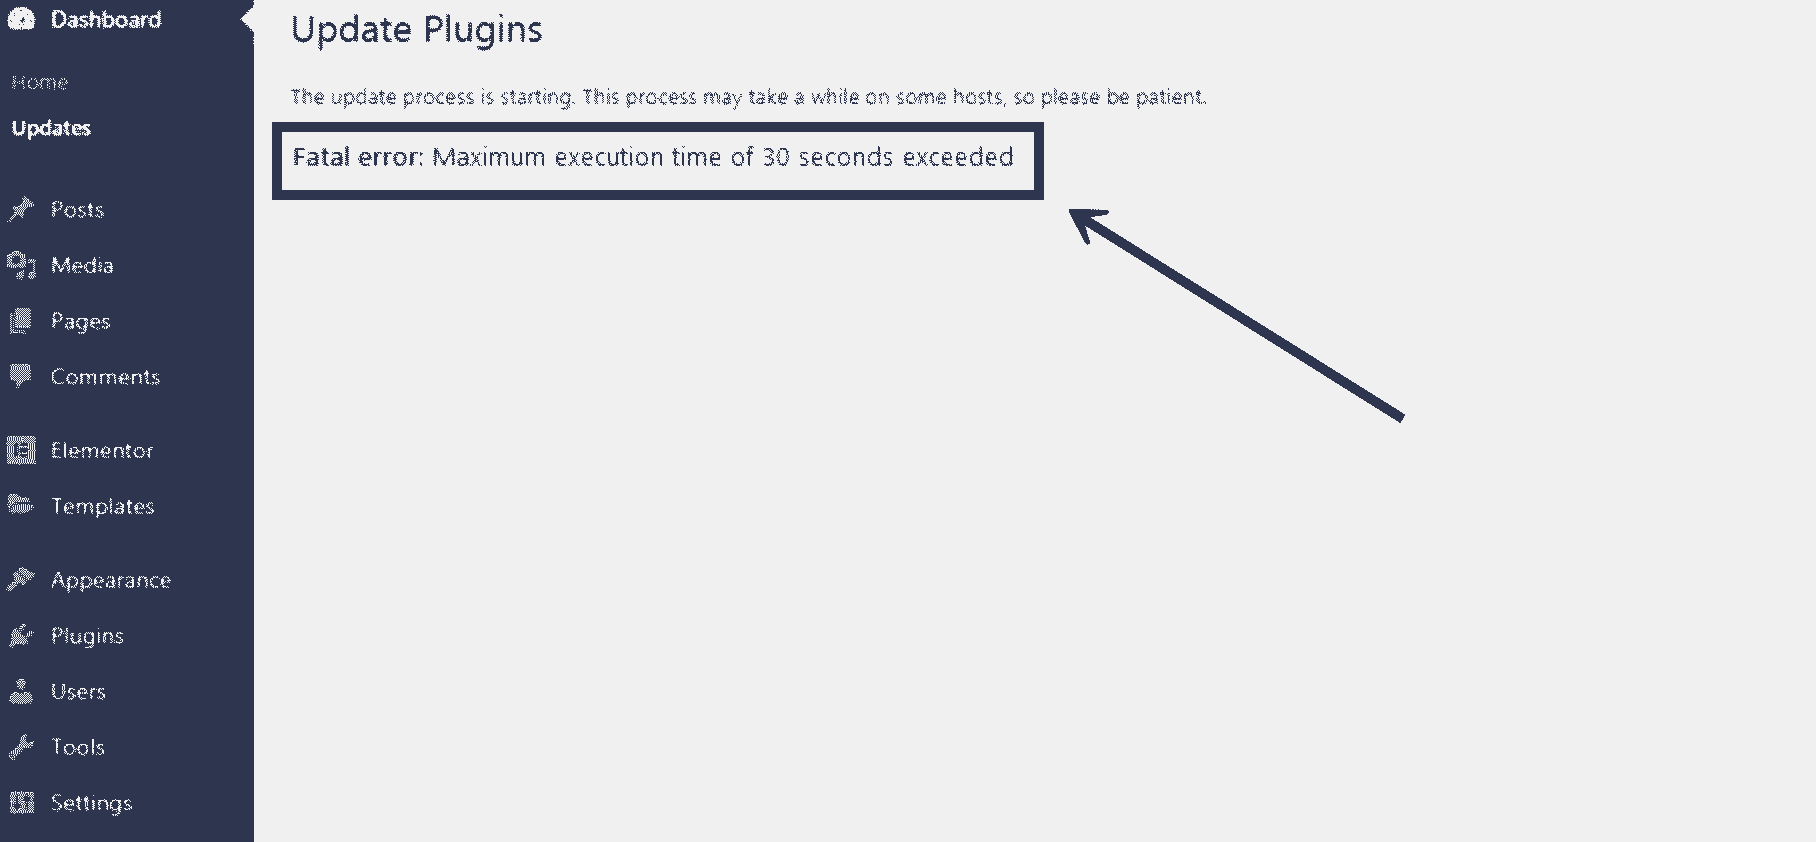 Dashboard
Home
Updates
Posts
Media
Pages
Comments
Elementor
Templates
Appearance
Plugins
Users
Tools
Settings
Update Plugins
The update process is starting. This process may take a while on some hosts, so please be patient.
Fatal error: Maximum execution time of 30 seconds exceeded